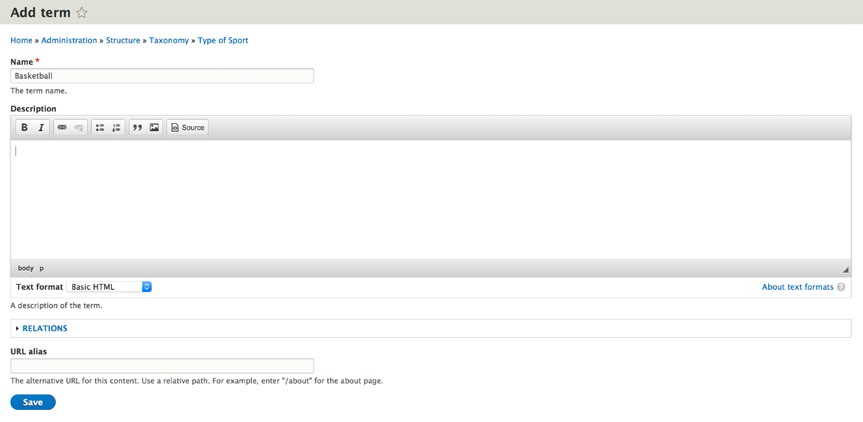 Add term
Home » Administration » Structure » Taxonomy » Type of Sport
Name *
Basketball
The term name.
Description
B I Source
body p
Text format Basic HTML About text formats ?
A description of the term.
RELATIONS
URL alias
The alternative URL for this content. Use a relative path. For example, enter "/about" for the about page.
Save